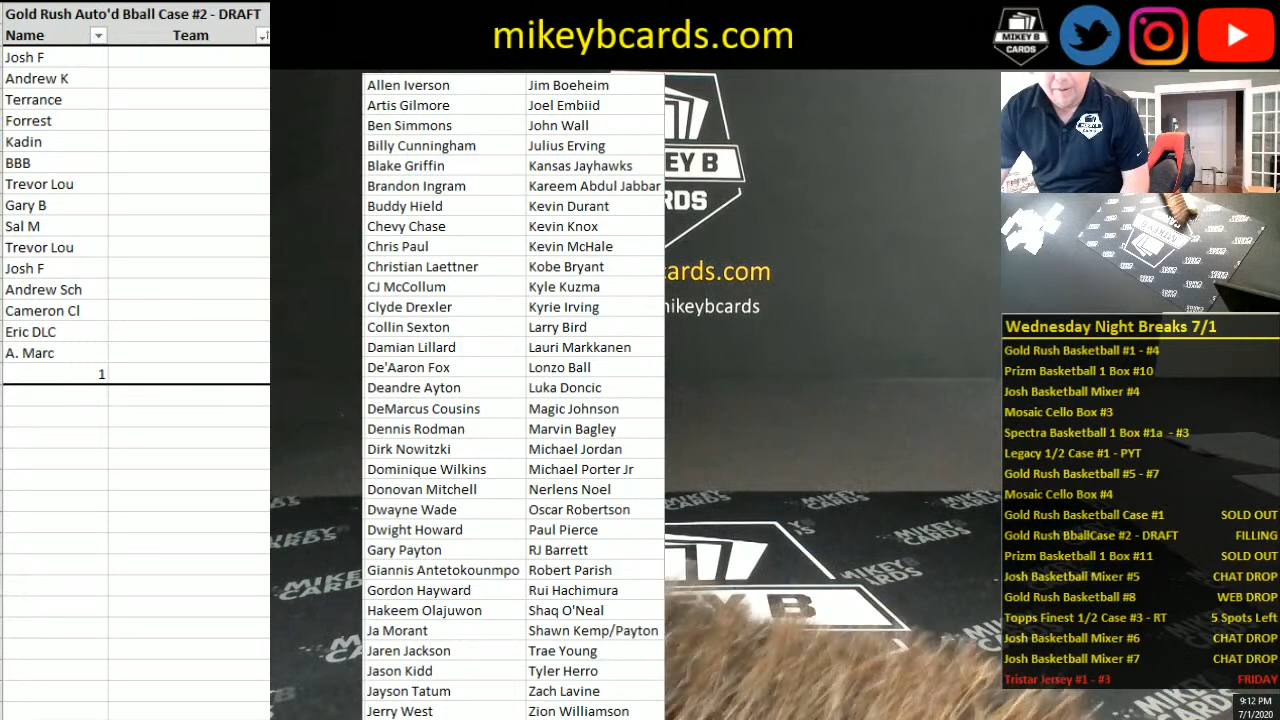 Gold Rush Auto'd Bball Case #2 - DRAFT
Name Team
Josh F
Andrew K
Terrance
Forrest
Kadin
BBB
Trevor Lou
Gary B
Sal M
Trevor Lou
Josh F
Andrew Sch
Cameron Cl
Eric DLC
A. Marc
1
mikeybcards.com
Allen Iverson Jim Boeheim
Artis Gilmore Joel Embiid
Ben Simmons John Wall
Billy Cunningham Julius Erving
Blake Griffin Kansas Jayhawks
Brandon Ingram Kareem Abdul Jabbar
Buddy Hield Kevin Durant
Chevy Chase Kevin Knox
Chris Paul Kevin McHale
Christian Laettner Kobe Bryant
CJ McCollum Kyle Kuzma
Clyde Drexler Kyrie Irving
Collin Sexton Larry Bird
Damian Lillard Lauri Markkanen
De'Aaron Fox Lonzo Ball
Deandre Ayton Luka Doncic
DeMarcus Cousins Magic Johnson
Dennis Rodman Marvin Bagley
Dirk Nowitzki Michael Jordan
Dominique Wilkins Michael Porter Jr
Donovan Mitchell Nerlens Noel
Dwayne Wade Oscar Robertson
Dwight Howard Paul Pierce
Gary Payton RJ Barrett
Giannis Antetokounmpo Robert Parish
Gordon Hayward Rui Hachimura
Hakeem Olajuwon Shaq O'Neal
Ja Morant Shawn Kemp/Payton
Jaren Jackson Trae Young
Jason Kidd Tyler Herro
Jayson Tatum Zach Lavine
Jerry West Zion Williamson
EY B
RDS
ards.com
mikeybcards
MIKEY B
CARDS
Wednesday Night Breaks 7/1
Gold Rush Basketball #1 - #4
Prizm Basketball 1 Box #10
Josh Basketball Mixer #4
Mosaic Cello Box #3
Spectra Basketball 1 Box #1a - #3
Legacy 1/2 Case #1 - PYT
Gold Rush Basketball #5 - #7
Mosaic Cello Box #4
Gold Rush Basketball Case #1 SOLD OUT
Gold Rush BballCase #2 - DRAFT FILLING
Prizm Basketball 1 Box #11 SOLD OUT
Josh Basketball Mixer #5 CHAT DROP
Gold Rush Basketball #8 WEB DROP
Topps Finest 1/2 Case #3 - RT 5 Spots Left
Josh Basketball Mixer #6 CHAT DROP
Josh Basketball Mixer #7 CHAT DROP
Tristar Jersey #1 - #3 FRIDAY
9:12 PM
7/1/2020